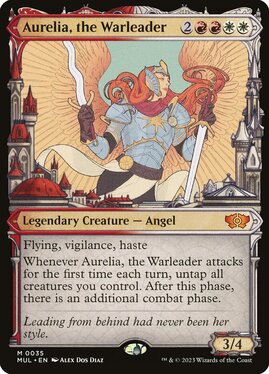 Aurelia, the Warleader 2
Legendary Creature — Angel
Flying, vigilance, haste
Whenever Aurelia, the Warleader attacks
for the first time each turn, untap all
creatures you control. After this phase,
there is an additional combat phase.
Leading from behind had never been her
style.
3/4
M 0035
MUL • EN ALEX DOS DIAZ
™ & © 2023 Wizards of the Coast